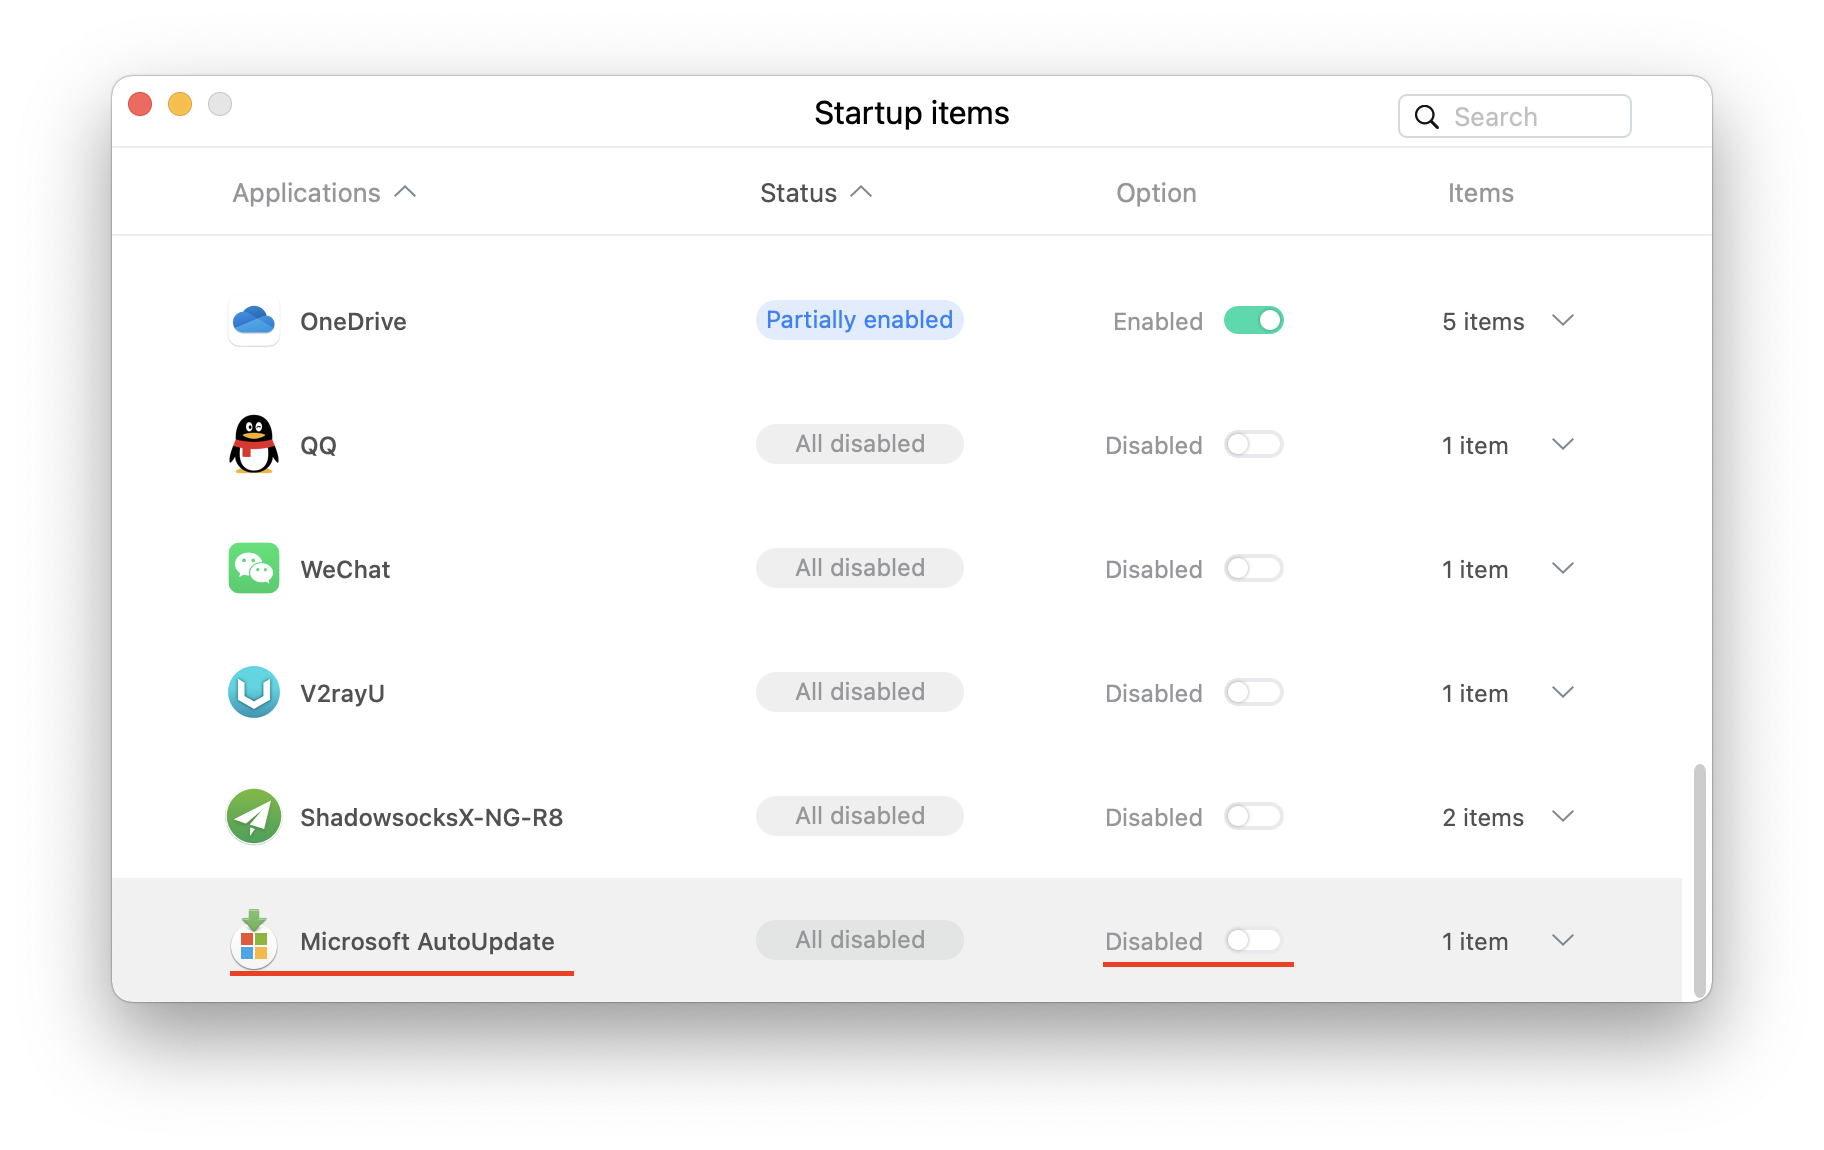 Startup items
Search
Applications Status Option Items
OneDrive Partially enabled Enabled 5 items
QQ All disabled Disabled 1 item
WeChat All disabled Disabled 1 item
V2rayU All disabled Disabled 1 item
ShadowsocksX-NG-R8 All disabled Disabled 2 items
Microsoft AutoUpdate All disabled Disabled 1 item